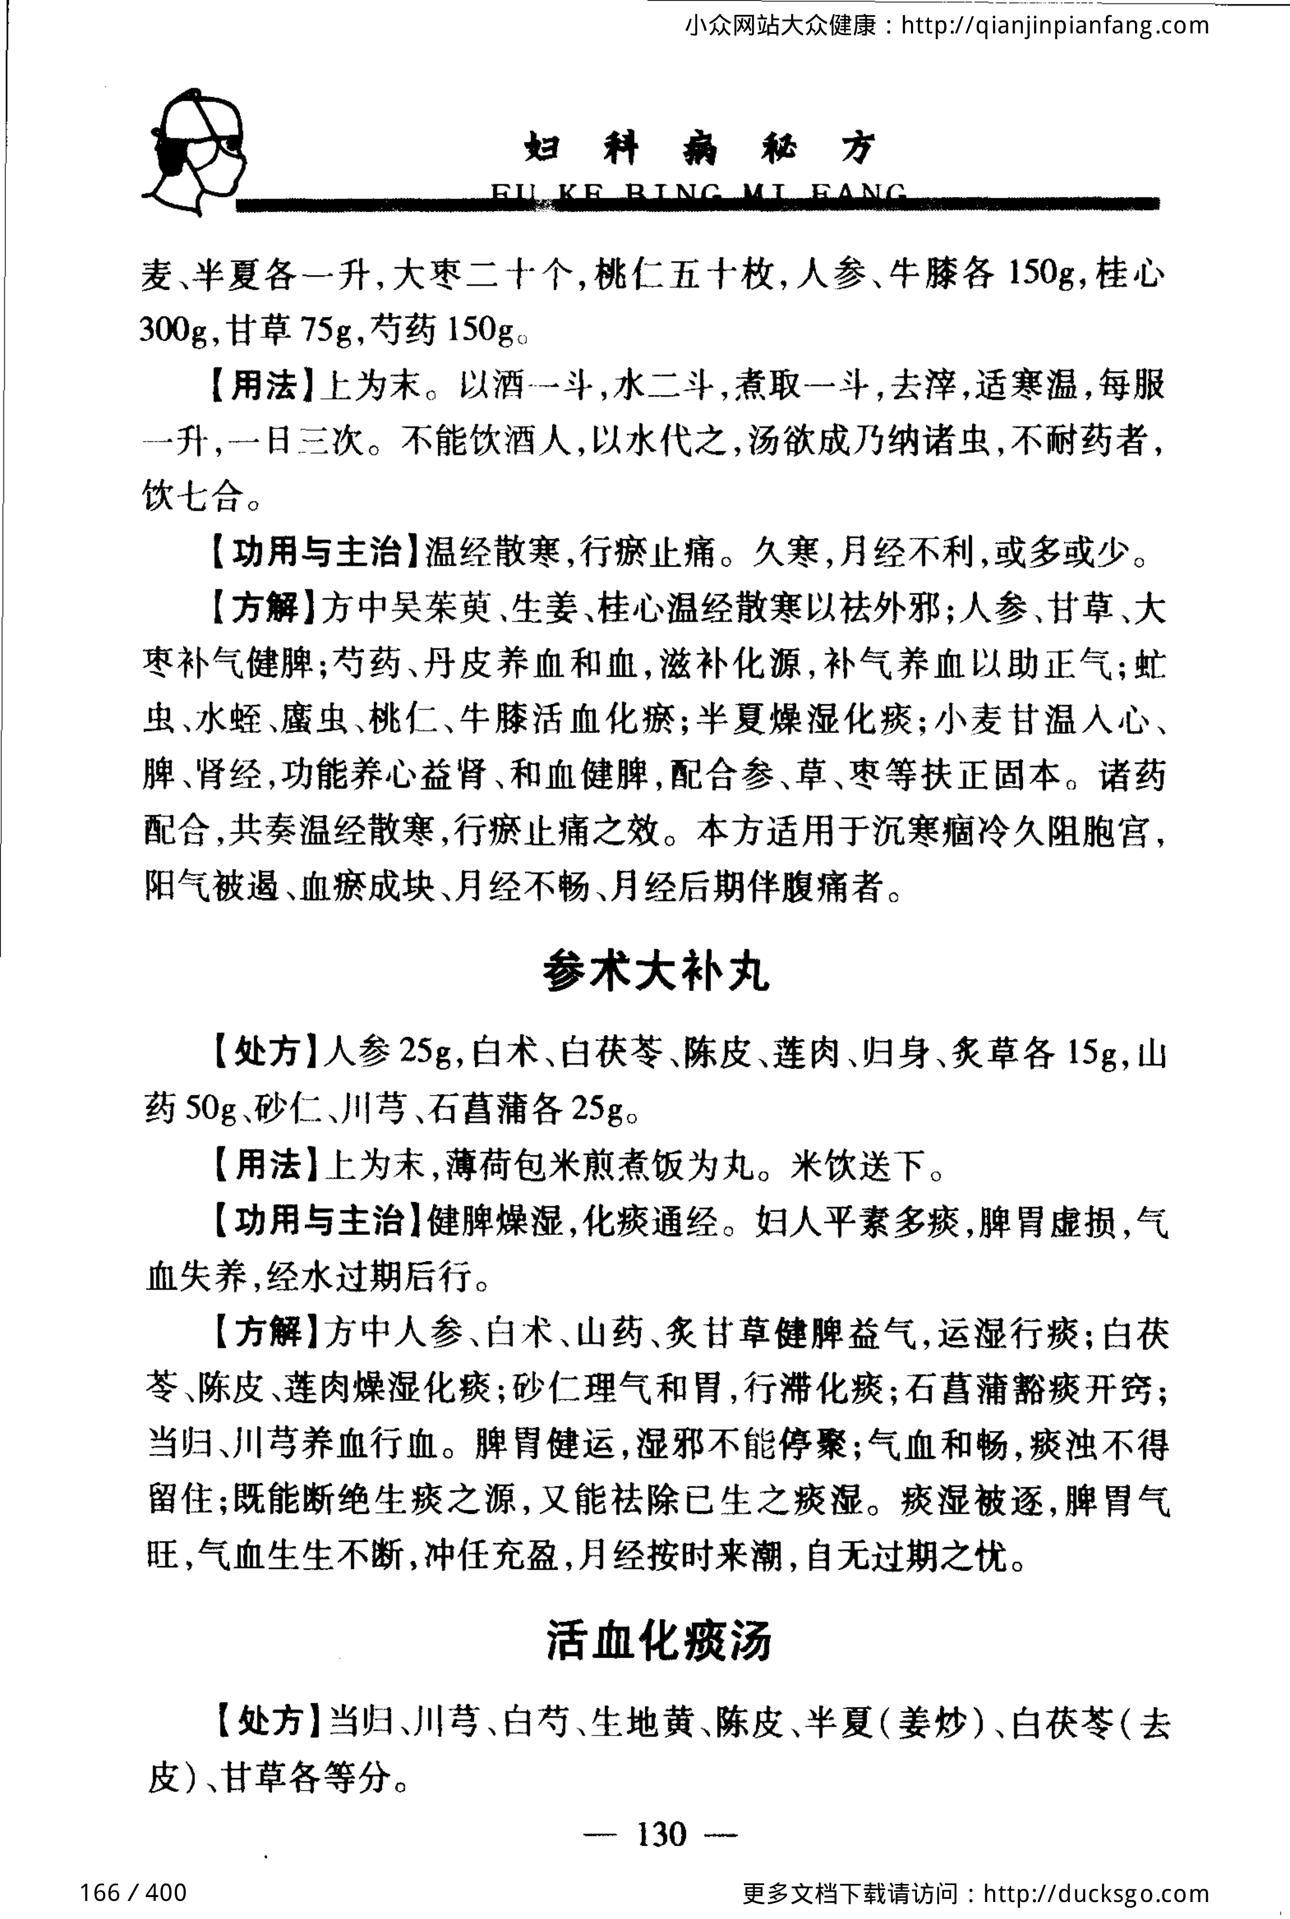 小众网站大众健康：http://qianjinpianfang.com
妇科病秘方
FU KE BING MI FANG
麦、半夏各一升,大枣二十个,桃仁五十枚,人参、牛膝各 150g,桂心
300g,甘草 75g,芍药 150g。
【用法】上为末。以酒一斗,水二斗,煮取一斗,去滓,适寒温,每服
一升,一日三次。不能饮酒人,以水代之,汤欲成乃纳诸虫,不耐药者,
饮七合。
【功用与主治】温经散寒,行瘀止痛。久寒,月经不利,或多或少。
【方解】方中吴茱萸、生姜、桂心温经散寒以祛外邪;人参、甘草、大
枣补气健脾;芍药、丹皮养血和血,滋补化源,补气养血以助正气;虻
虫、水蛭、䗪虫、桃仁、牛膝活血化瘀;半夏燥湿化痰;小麦甘温入心、
脾、肾经,功能养心益肾、和血健脾,配合参、草、枣等扶正固本。诸药
配合,共奏温经散寒,行瘀止痛之效。本方适用于沉寒痼冷久阻胞宫,
阳气被遏、血瘀成块、月经不畅、月经后期伴腹痛者。
参术大补丸
【处方】人参 25g,白术、白茯苓、陈皮、莲肉、归身、炙草各 15g,山
药 50g、砂仁、川芎、石菖蒲各 25g。
【用法】上为末,薄荷包米煎煮饭为丸。米饮送下。
【功用与主治】健脾燥湿,化痰通经。妇人平素多痰,脾胃虚损,气
血失养,经水过期后行。
【方解】方中人参、白术、山药、炙甘草健脾益气,运湿行痰;白茯
苓、陈皮、莲肉燥湿化痰;砂仁理气和胃,行滞化痰;石菖蒲豁痰开窍;
当归、川芎养血行血。脾胃健运,湿邪不能停聚;气血和畅,痰浊不得
留住;既能断绝生痰之源,又能祛除已生之痰湿。痰湿被逐,脾胃气
旺,气血生生不断,冲任充盈,月经按时来潮,自无过期之忧。
活血化痰汤
【处方】当归、川芎、白芍、生地黄、陈皮、半夏(姜炒)、白茯苓(去
皮)、甘草各等分。
— 130 —
166 / 400
更多文档下载请访问：http://ducksgo.com